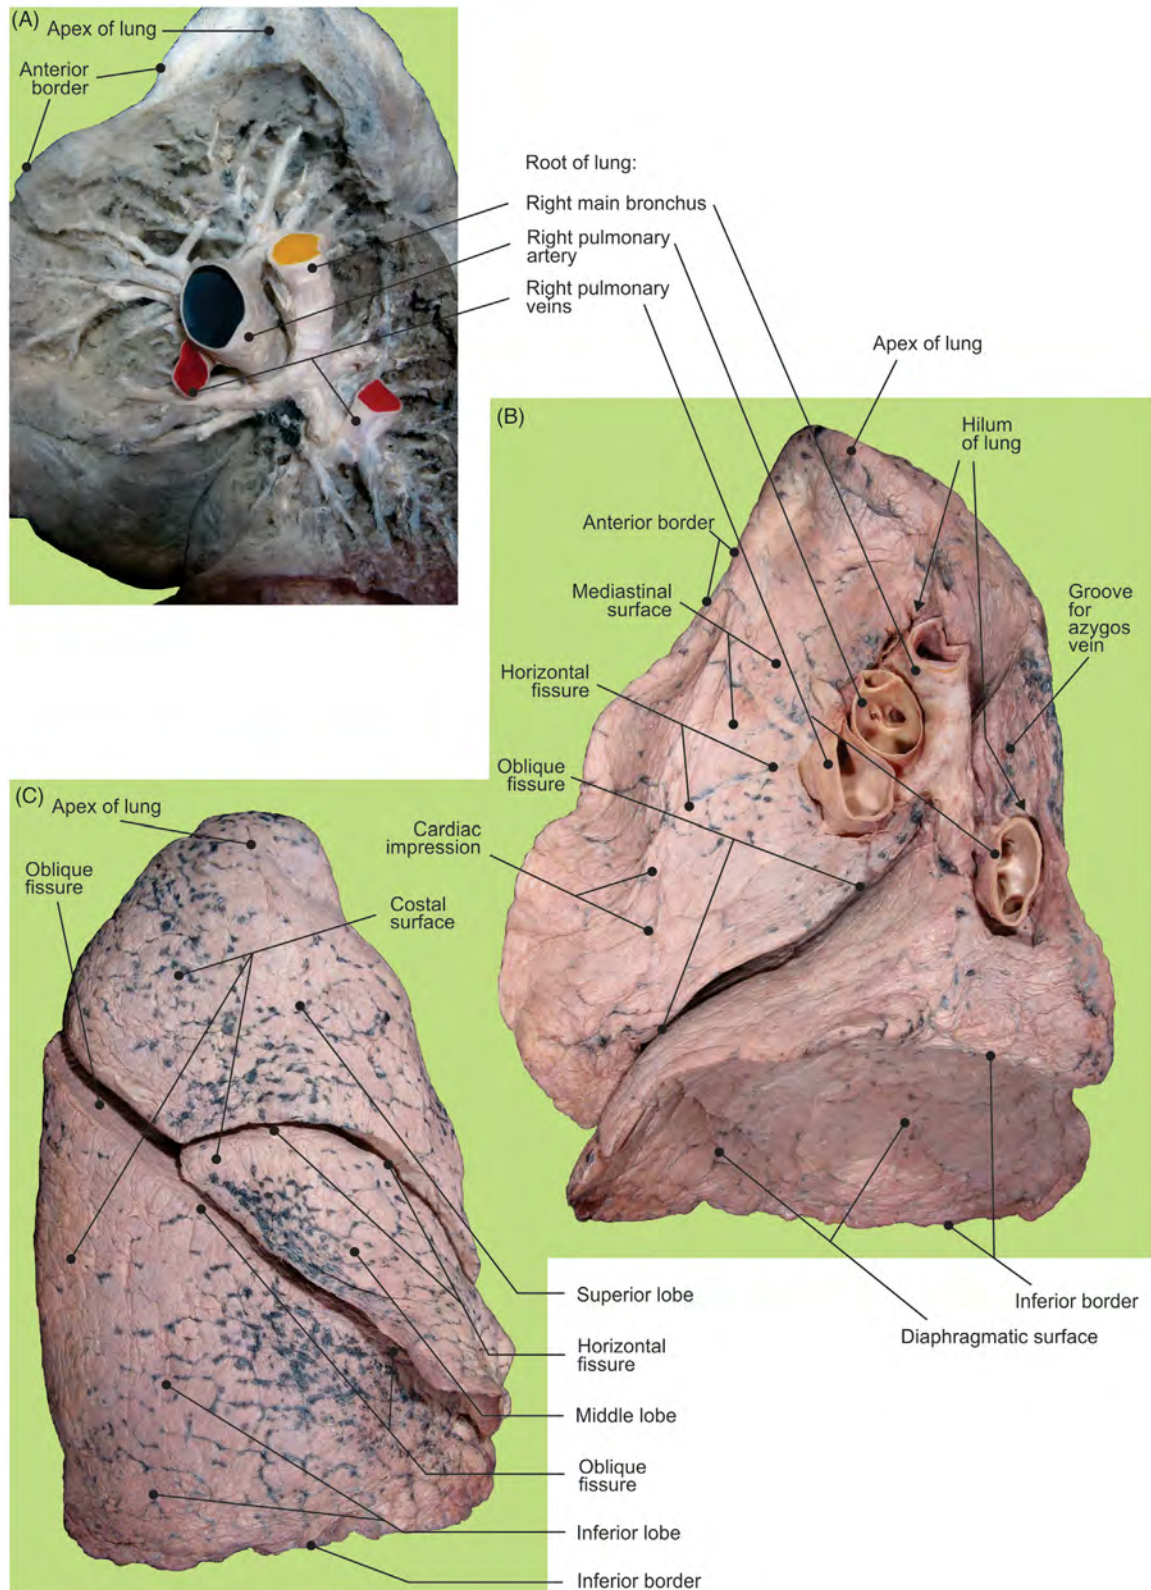 (A)
Apex of lung
Anterior
border
Root of lung:
Right main bronchus
Right pulmonary
artery
Right pulmonary
veins
(B)
Apex of lung
Hilum
of lung
Anterior border
Mediastinal
surface
Groove
for
azygos
vein
Horizontal
fissure
Oblique
fissure
Cardiac
impression
Inferior border
Diaphragmatic surface
(C)
Apex of lung
Oblique
fissure
Costal
surface
Superior lobe
Horizontal
fissure
Middle lobe
Oblique
fissure
Inferior lobe
Inferior border